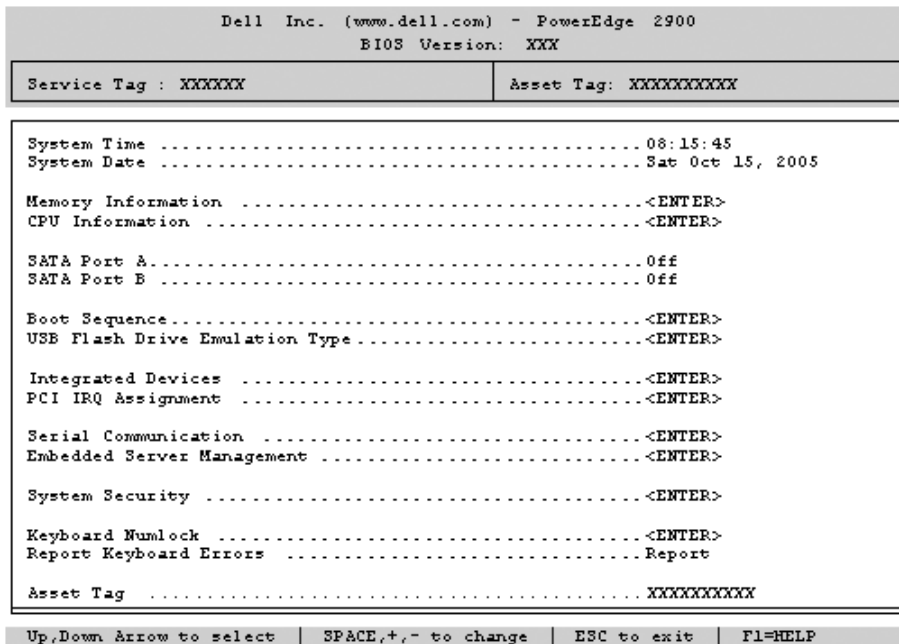 Dell Inc. (www.dell.com) - PowerEdge 2900
BIOS Version: XXX
Service Tag : XXXXXX Asset Tag: XXXXXXXXXX
System Time ............................................. 08:15:45
System Date ............................................. Sat Oct 15, 2005
Memory Information ...................................... <ENTER>
CPU Information ......................................... <ENTER>
SATA Port A.............................................. Off
SATA Port B ............................................. Off
Boot Sequence............................................ <ENTER>
USB Flash Drive Emulation Type........................... <ENTER>
Integrated Devices ...................................... <ENTER>
PCI IRQ Assignment ...................................... <ENTER>
Serial Communication .................................... <ENTER>
Embedded Server Management .............................. <ENTER>
System Security ......................................... <ENTER>
Keyboard Numlock ........................................ <ENTER>
Report Keyboard Errors .................................. Report
Asset Tag ............................................... XXXXXXXXXX
Up,Down Arrow to select | SPACE,+,- to change | ESC to exit | F1=HELP